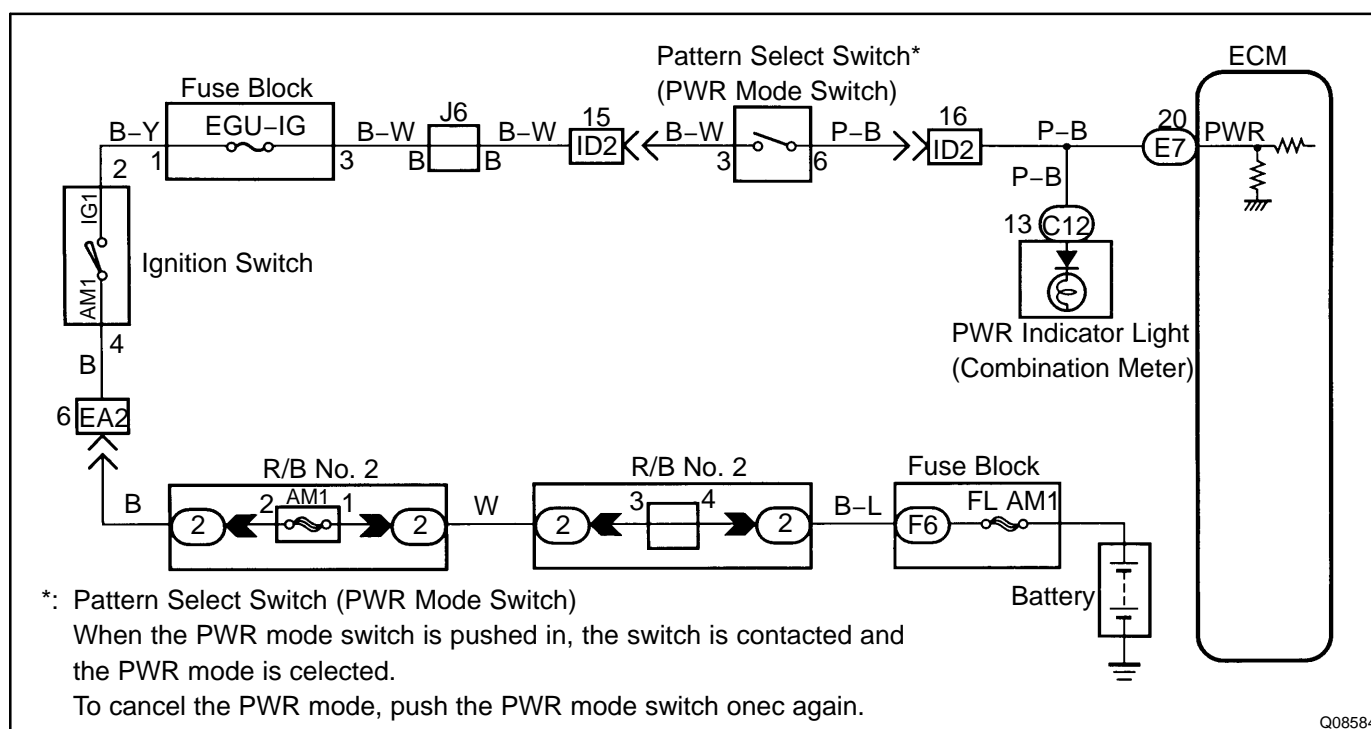 Pattern Select Switch*
(PWR Mode Switch)
ECM
Fuse Block
EGU–IG
B–Y
1
3
B–W
J6
B
B
B–W
15
ID2
B–W
3
6
P–B
16
ID2
P–B
20
E7
PWR
P–B
13
C12
PWR Indicator Light
(Combination Meter)
2
IG1
AM1
Ignition Switch
4
B
6
EA2
B
R/B No. 2
2
2
AM1
1
2
W
R/B No. 2
2
3
4
2
B–L
Fuse Block
F6
FL AM1
Battery
*: Pattern Select Switch (PWR Mode Switch)
When the PWR mode switch is pushed in, the switch is contacted and
the PWR mode is celected.
To cancel the PWR mode, push the PWR mode switch onec again.
Q08584